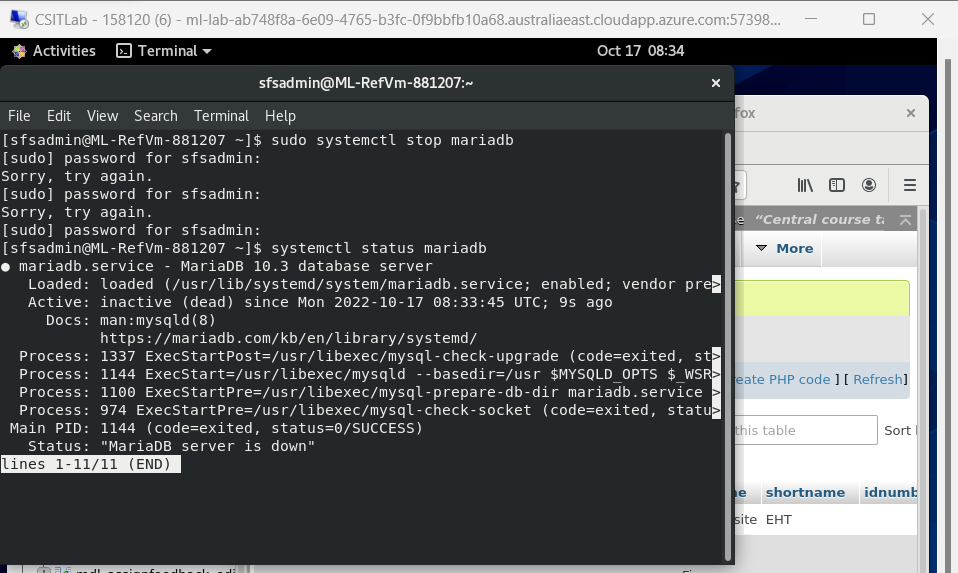 CSITLab - 158120 (6) - ml-lab-ab748f8a-6e09-4765-b3fc-0f9bbfb10a68.australiaeast.cloudapp.azure.com:57398...
Activities Terminal Oct 17 08:34
sfsadmin@ML-RefVm-881207:~
File Edit View Search Terminal Help
[sfsadmin@ML-RefVm-881207 ~]$ sudo systemctl stop mariadb
[sudo] password for sfsadmin:
Sorry, try again.
[sudo] password for sfsadmin:
Sorry, try again.
[sudo] password for sfsadmin:
[sfsadmin@ML-RefVm-881207 ~]$ systemctl status mariadb
● mariadb.service - MariaDB 10.3 database server
Loaded: loaded (/usr/lib/systemd/system/mariadb.service; enabled; vendor pre>
Active: inactive (dead) since Mon 2022-10-17 08:33:45 UTC; 9s ago
Docs: man:mysqld(8)
https://mariadb.com/kb/en/library/systemd/
Process: 1337 ExecStartPost=/usr/libexec/mysql-check-upgrade (code=exited, st>
Process: 1144 ExecStart=/usr/libexec/mysqld --basedir=/usr $MYSQLD_OPTS $_WSR>
Process: 1100 ExecStartPre=/usr/libexec/mysql-prepare-db-dir mariadb.service >
Process: 974 ExecStartPre=/usr/libexec/mysql-check-socket (code=exited, statu>
Main PID: 1144 (code=exited, status=0/SUCCESS)
Status: "MariaDB server is down"
lines 1-11/11 (END)
fox
“Central course ta
More
reate PHP code ] [ Refresh]
this table
Sort
shortname idnumb
site EHT